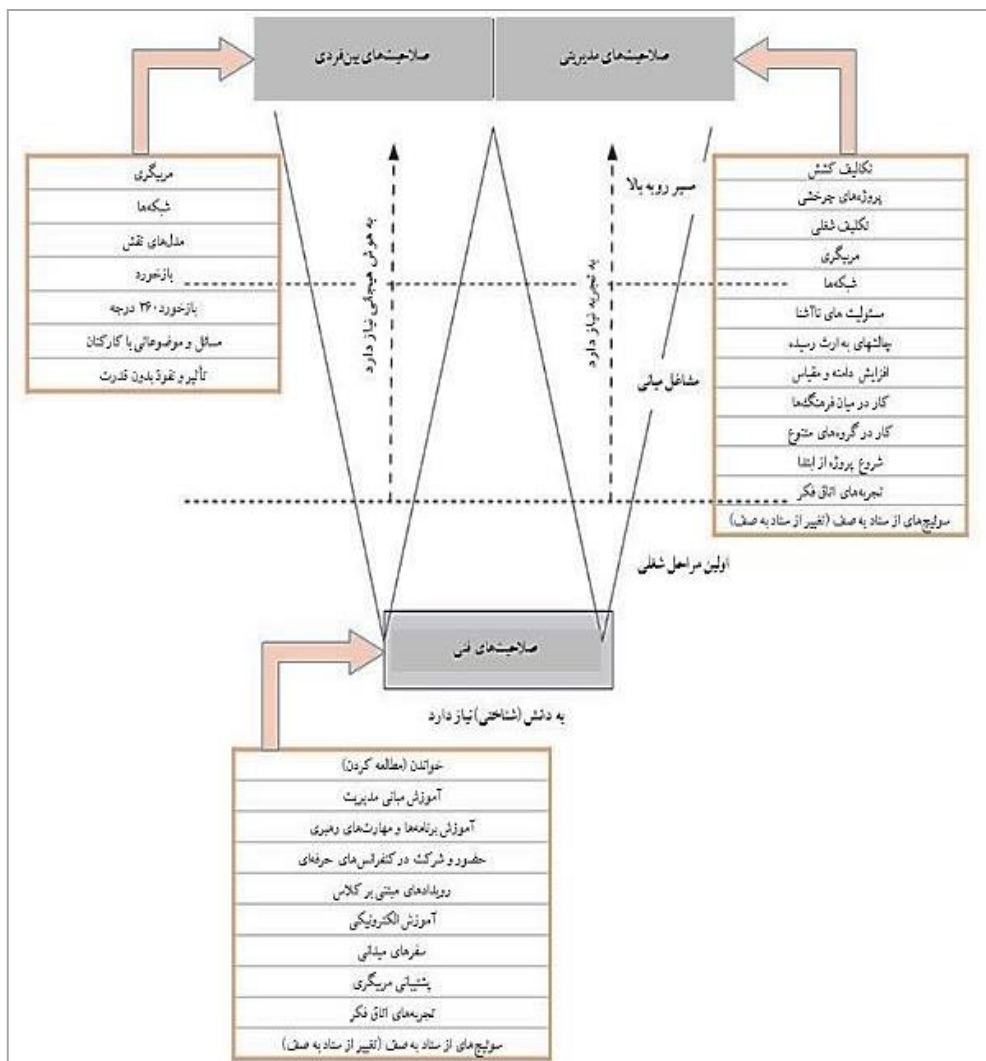 صلاحیت‌های مدیریتی
صلاحیت‌های بین‌فردی
تکالیف کشش
پروژه‌های چرخشی
تکلیف شغلی
مربیگری
شبکه‌ها
مسئولیت های ناآشنا
چالشهای به ارث رسیده
افزایش دامنه و مقیاس
کار در میان فرهنگ‌ها
کار در گروه‌های متنوع
شروع پروژه از ابتدا
تجربه‌های اتاق فکر
سوئیچ‌های از ستاد به صف (تغییر از ستاد به صف)
مسیر رو به بالا
به تجربه نیاز دارد
به هوش هیجانی نیاز دارد
مشاغل میانی
اولین مراحل شغلی
مربیگری
شبکه‌ها
مدل‌های نقش
بازخورد
بازخورد ۳۶۰ درجه
مسائل و موضوعاتی با کارکنان
تأثیر و نفوذ بدون قدرت
صلاحیت‌های فنی
به دانش (شناختی) نیاز دارد
خواندن (مطالعه کردن)
آموزش مبانی مدیریت
آموزش برنامه‌ها و مهارت‌های رهبری
حضور و شرکت در کنفرانس‌های حرفه‌ای
رویدادهای مبتنی بر کلاس
آموزش الکترونیکی
سفرهای میدانی
پشتیبانی مربیگری
تجربه‌های اتاق فکر
سوئیچ‌های از ستاد به صف (تغییر از ستاد به صف)